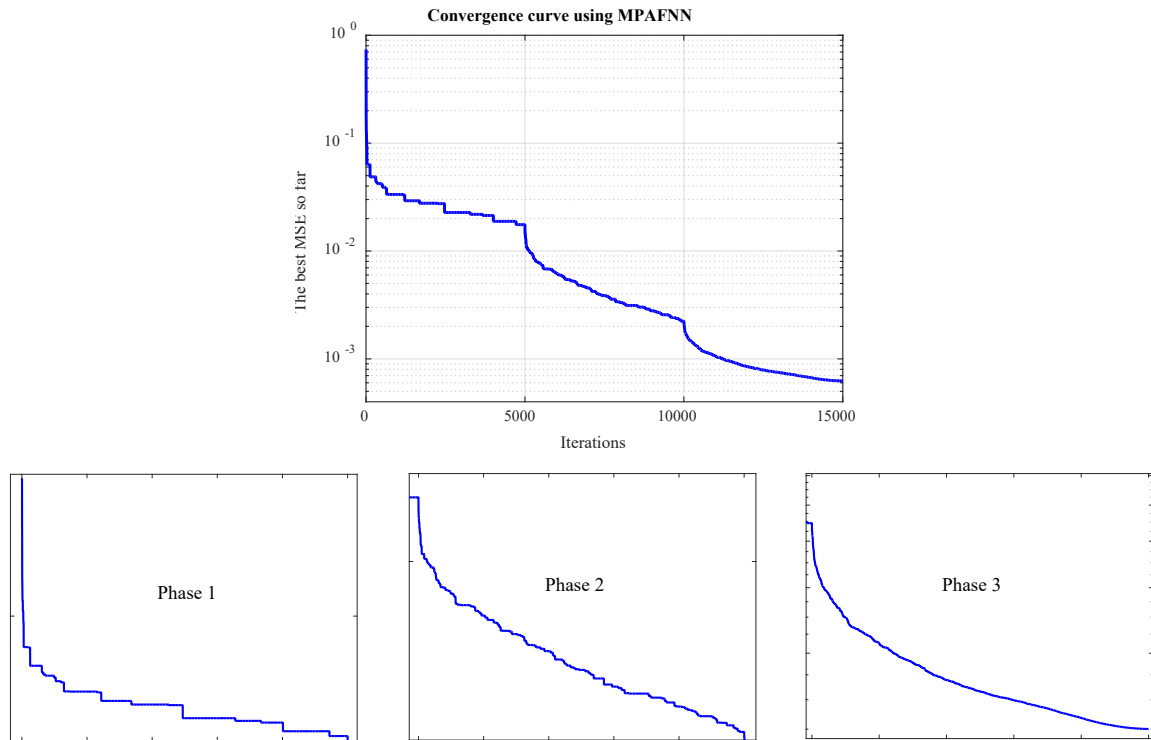 Convergence curve using MPAFNN
10 0
10 -1
10 -2
10 -3
The best MSE so far
0 5000 10000 15000
Iterations
Phase 1 Phase 2 Phase 3